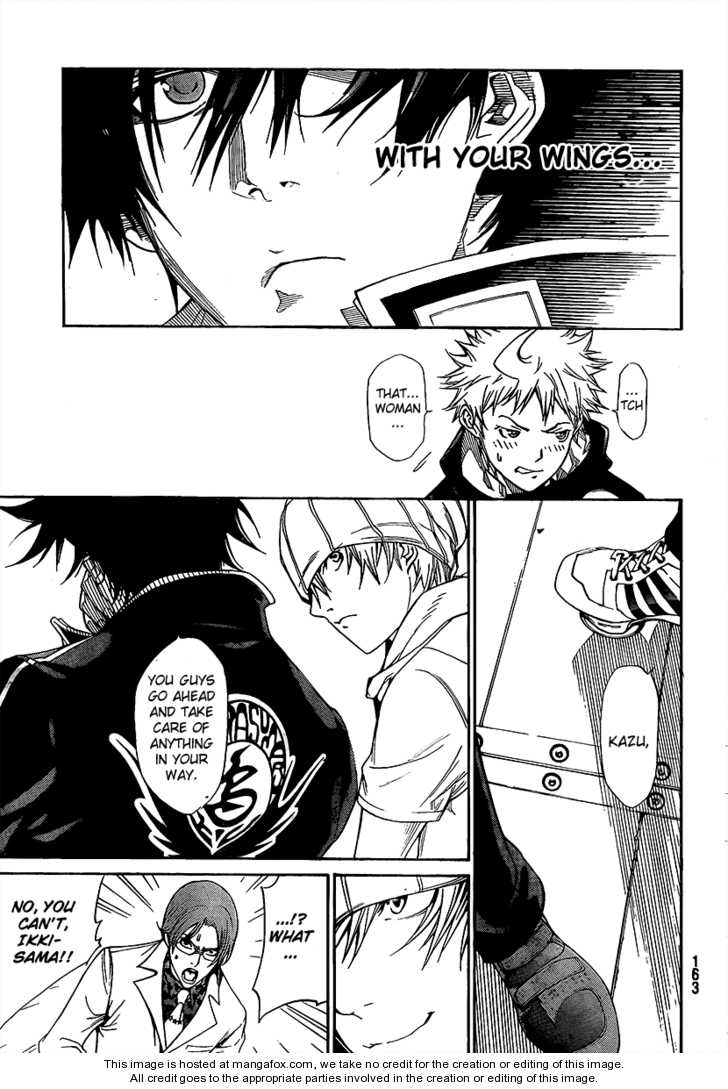 WITH YOUR WINGS...
...
TCH
THAT...
WOMAN
...
KAZU,
YOU GUYS
GO AHEAD
AND TAKE
CARE OF
ANYTHING
IN YOUR
WAY.
...!?
WHAT
...
NO, YOU
CAN'T,
IKKI-
SAMA!!
163
This image is hosted at mangafox.com, we take no credit for the creation or editing of this image.
All credit goes to the appropriate parties involved in the creation or editing of this image.